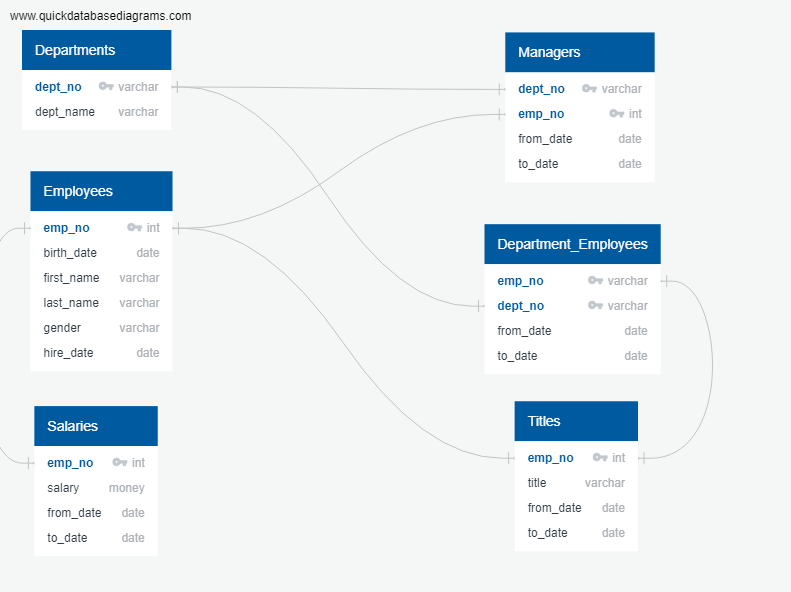 www.quickdatabasediagrams.com
Departments
dept_no varchar
dept_name varchar
Employees
emp_no int
birth_date date
first_name varchar
last_name varchar
gender varchar
hire_date date
Salaries
emp_no int
salary money
from_date date
to_date date
Managers
dept_no varchar
emp_no int
from_date date
to_date date
Department_Employees
emp_no varchar
dept_no varchar
from_date date
to_date date
Titles
emp_no int
title varchar
from_date date
to_date date